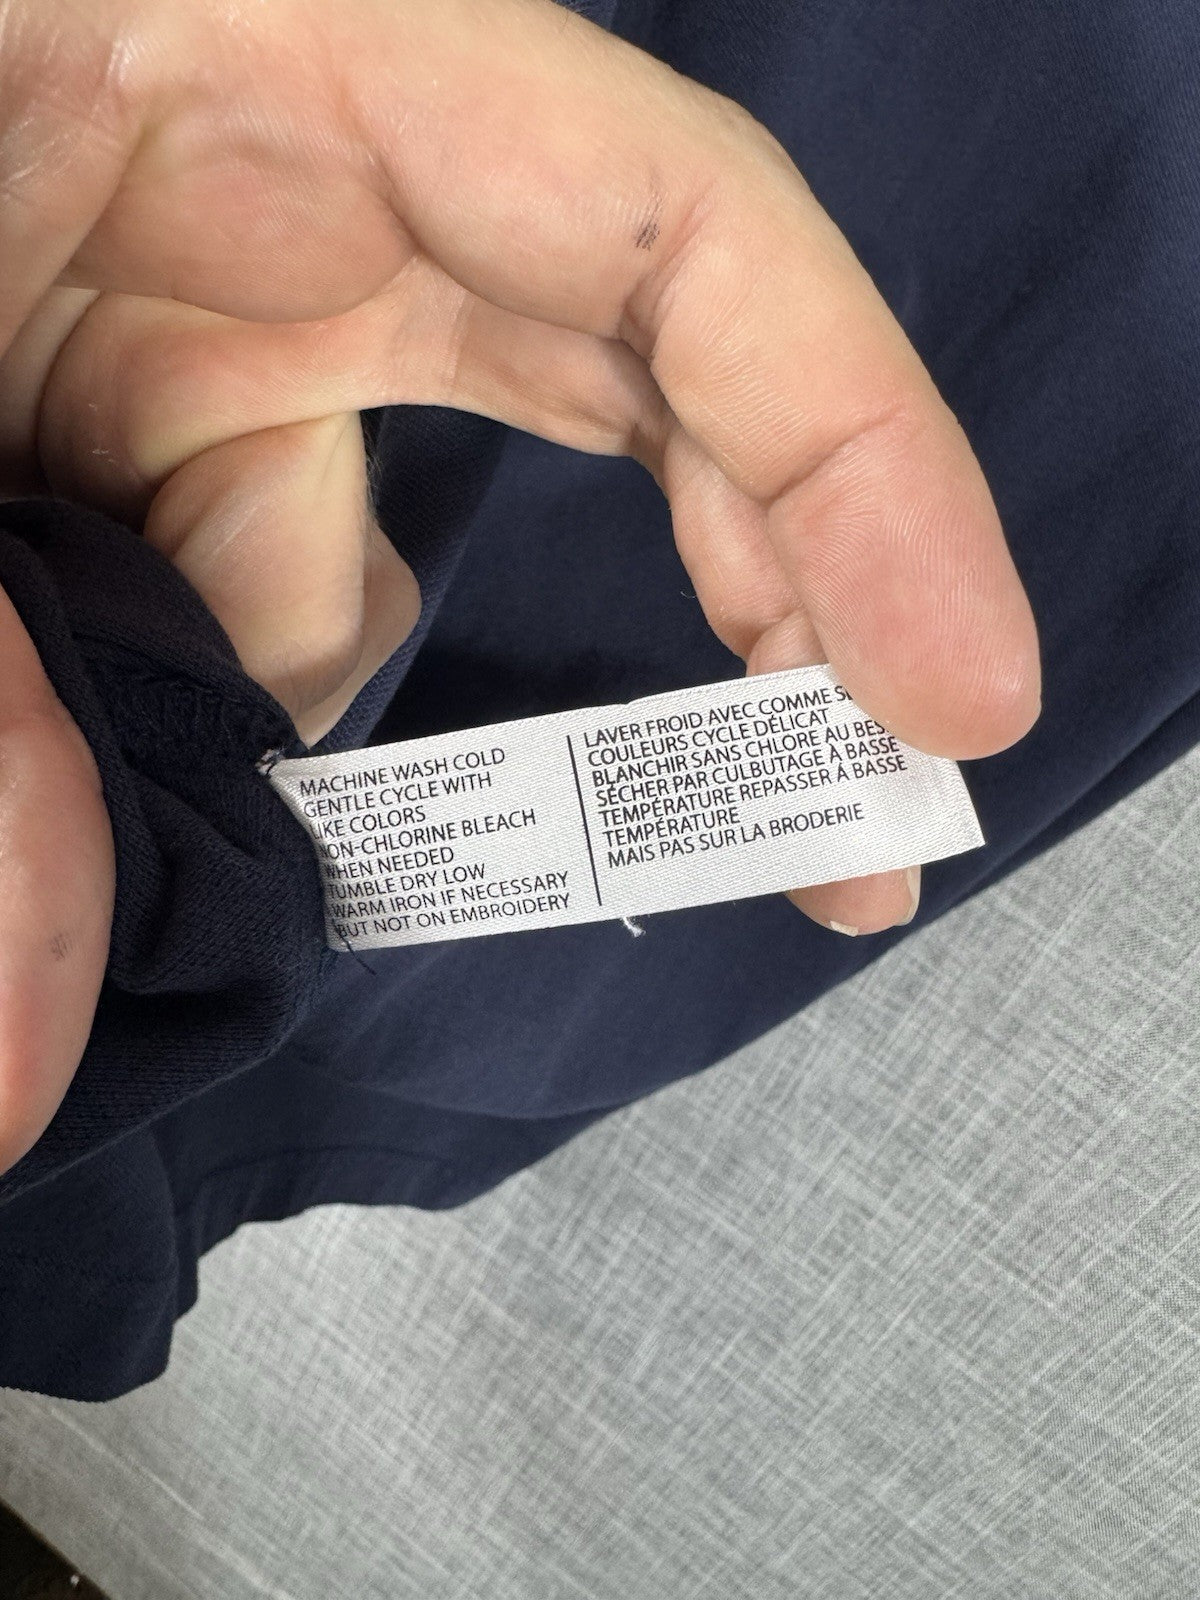 MACHINE WASH COLD
GENTLE CYCLE WITH
LIKE COLORS
NON-CHLORINE BLEACH
WHEN NEEDED
TUMBLE DRY LOW
WARM IRON IF NECESSARY
BUT NOT ON EMBROIDERY
LAVER FROID AVEC COMME
COULEURS CYCLE DÉLICAT
BLANCHIR SANS CHLORE AU
SÉCHER PAR CULBUTAGE À BASSE
TEMPÉRATURE REPASSER À BASSE
TEMPÉRATURE
MAIS PAS SUR LA BRODERIE